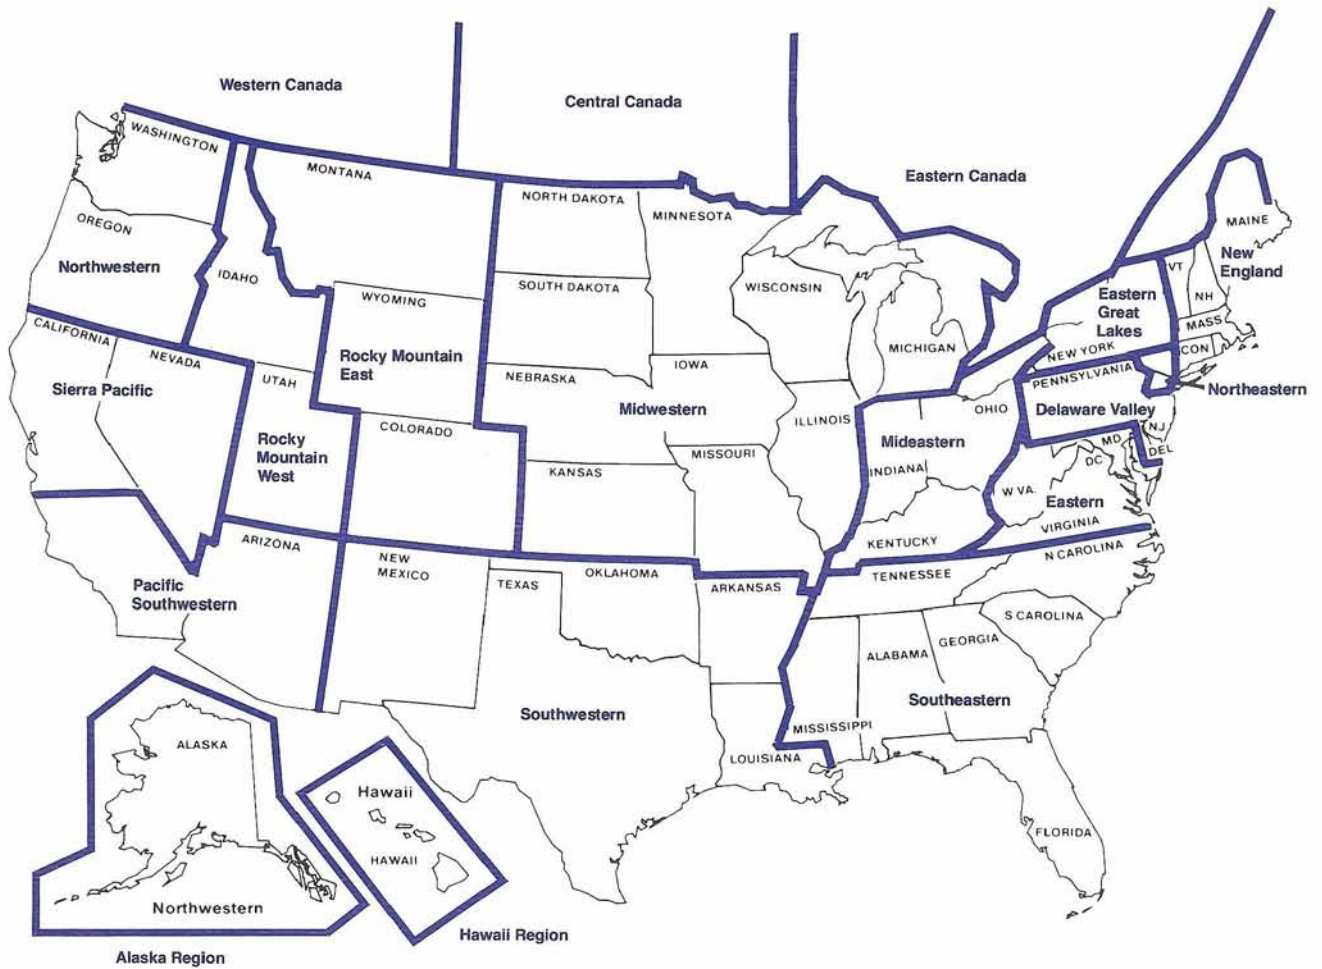 Western Canada
Central Canada
Eastern Canada
WASHINGTON
MONTANA
NORTH DAKOTA
MINNESOTA
MAINE
OREGON
Northwestern
IDAHO
New
England
VT
WYOMING
SOUTH DAKOTA
WISCONSIN
Eastern
Great
Lakes
NH
CALIFORNIA
NEVADA
MICHIGAN
MASS
NEW YORK
CON
Rocky Mountain
East
UTAH
NEBRASKA
IOWA
PENNSYLVANIA
Sierra Pacific
Northeastern
Midwestern
ILLINOIS
OHIO
Delaware Valley
COLORADO
Rocky
Mountain
West
Mideastern
NJ
MD
DEL
DC
KANSAS
MISSOURI
INDIANA
W VA.
Eastern
VIRGINIA
ARIZONA
KENTUCKY
N CAROLINA
NEW
MEXICO
OKLAHOMA
TEXAS
ARKANSAS
TENNESSEE
Pacific
Southwestern
S CAROLINA
ALABAMA
GEORGIA
Southwestern
Southeastern
MISSISSIPPI
LOUISIANA
ALASKA
Hawaii
HAWAII
FLORIDA
Northwestern
Hawaii Region
Alaska Region